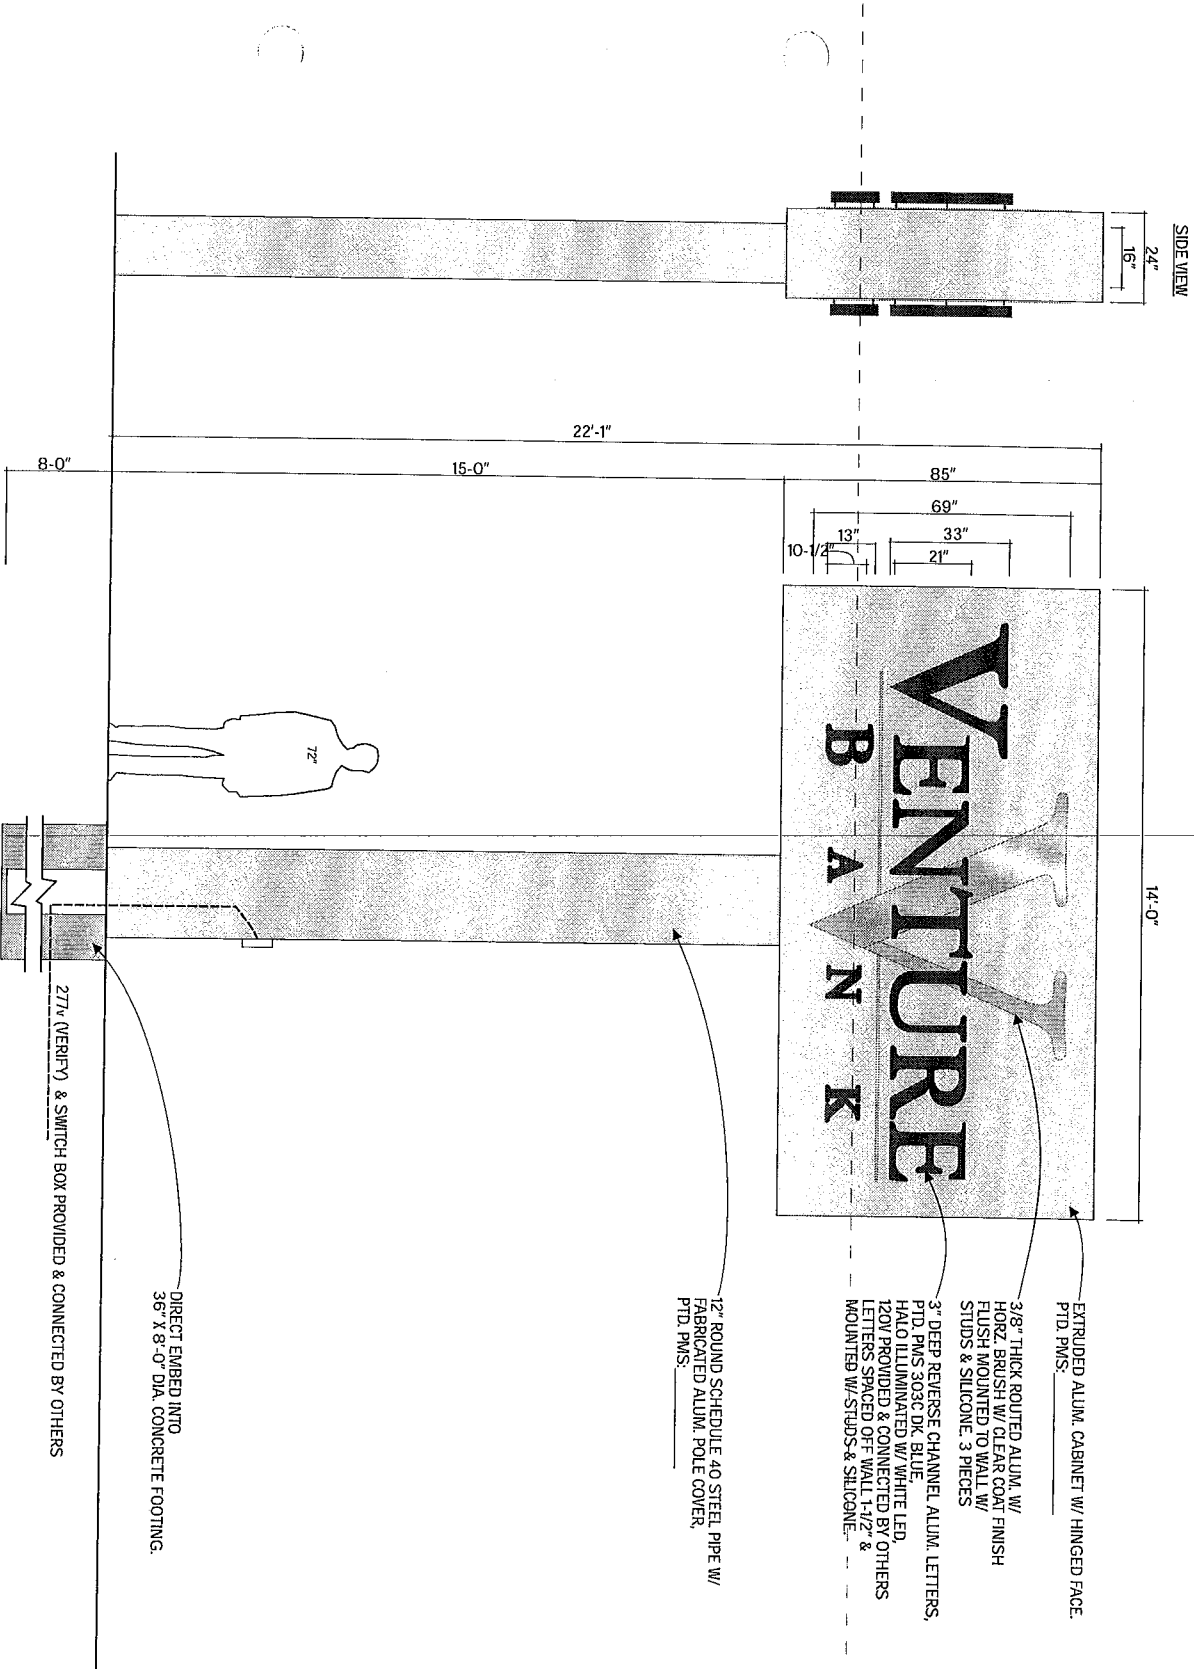 SIDE VIEW
24"
16"
22'-1"
8-0"
15-0"
85"
69"
13"
33"
10-1/2"
21"
14'-0"
VENTURE
BANK
72"
EXTRUDED ALUM. CABINET W/ HINGED FACE.
PTD. PMS:
3/8" THICK ROUTED ALUM. W/
HORZ. BRUSH W/ CLEAR COAT FINISH
FLUSH MOUNTED TO WALL W/
STUDS & SILICONE. 3 PIECES
3" DEEP REVERSE CHANNEL ALUM. LETTERS,
PTD. PMS 303C DK. BLUE,
HALO ILLUMINATED W/ WHITE LED,
120V PROVIDED & CONNECTED BY OTHERS
LETTERS SPACED OFF WALL 1-1/2" &
MOUNTED W/ STUDS & SILICONE.
12" ROUND SCHEDULE 40 STEEL PIPE W/
FABRICATED ALUM. POLE COVER,
PTD. PMS:
DIRECT EMBED INTO
36" X 8'-0" DIA. CONCRETE FOOTING.
277v (VERIFY) & SWITCH BOX PROVIDED & CONNECTED BY OTHERS